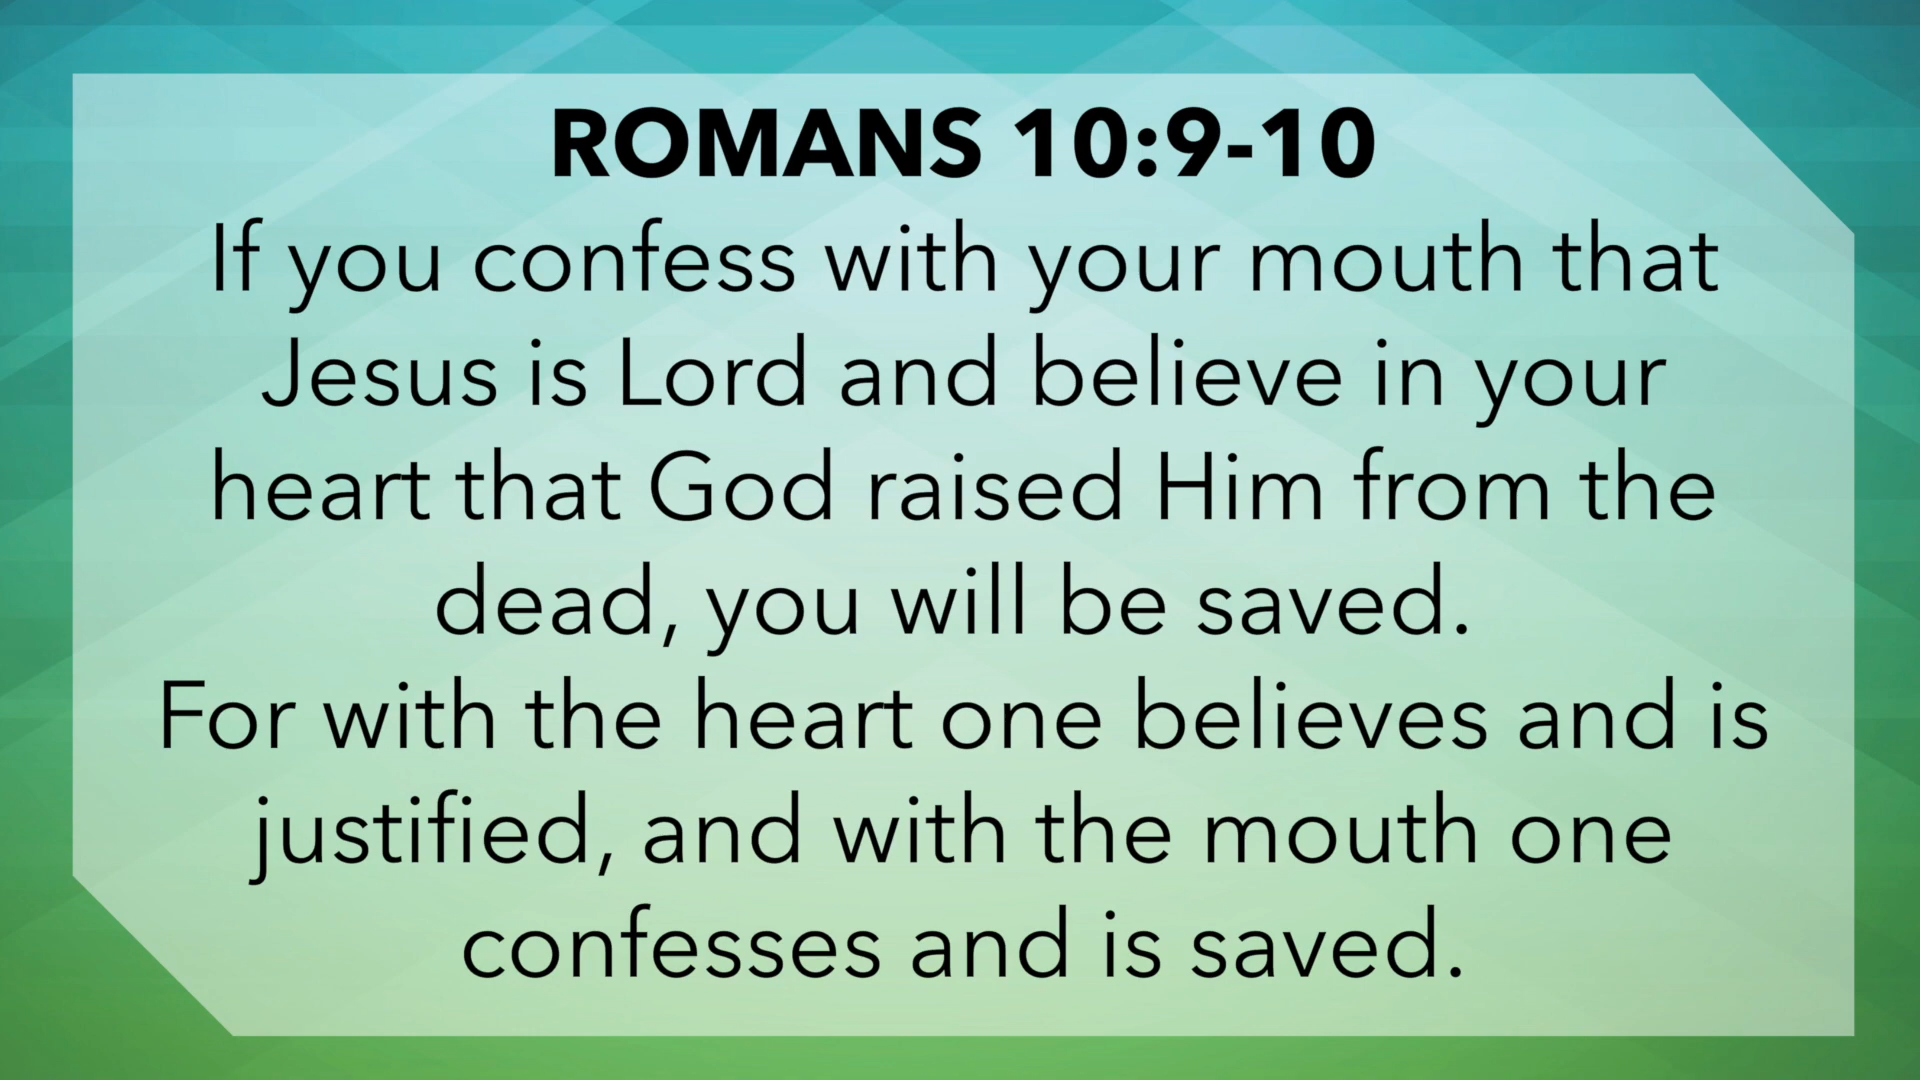 ROMANS 10:9-10
If you confess with your mouth that
Jesus is Lord and believe in your
heart that God raised Him from the
dead, you will be saved.
For with the heart one believes and is
justified, and with the mouth one
confesses and is saved.